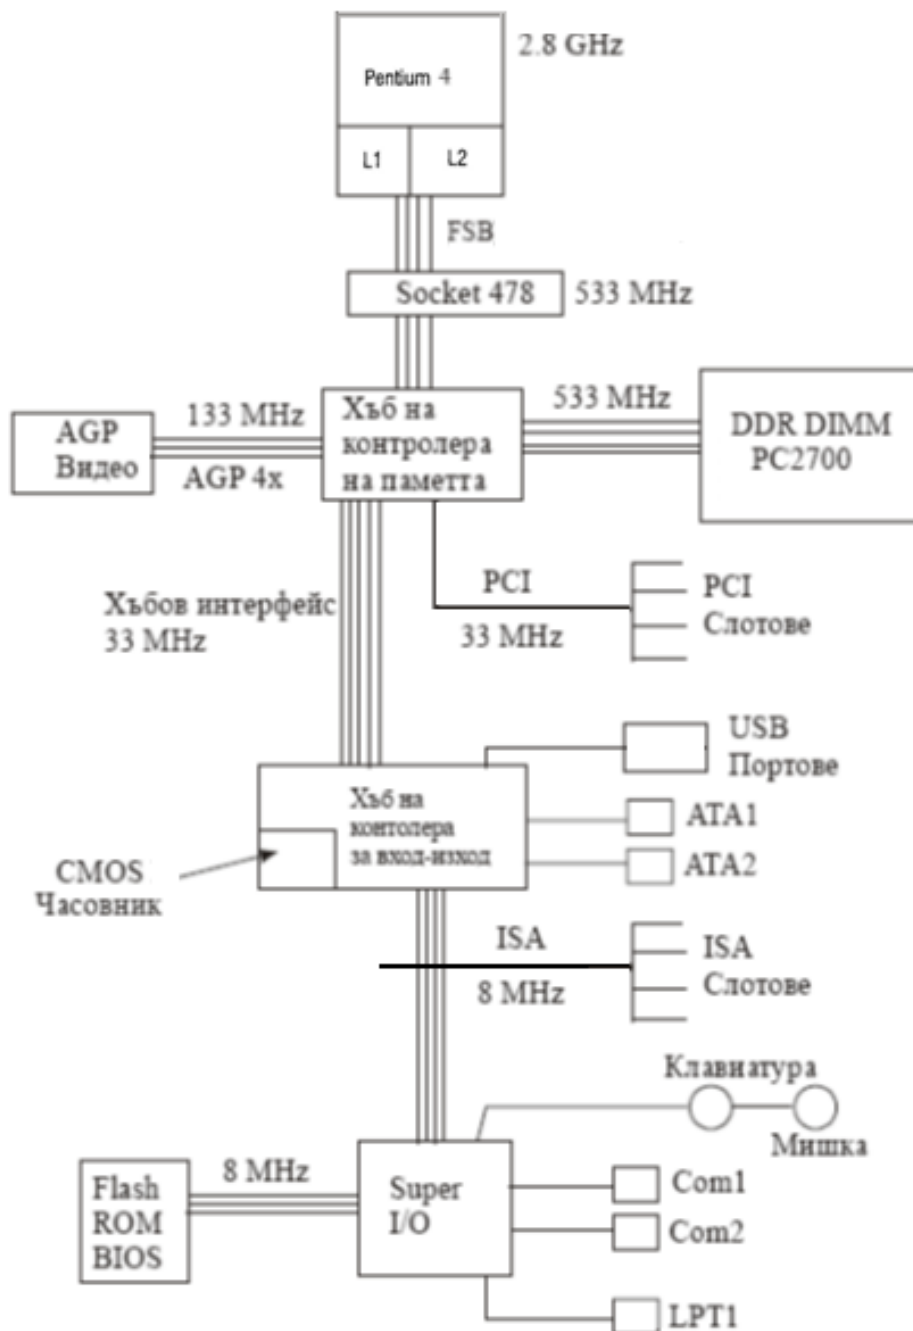 2.8 GHz
Pentium 4
L1
L2
FSB
Socket 478
533 MHz
AGP
Видео
133 MHz
AGP 4x
Хъб на
контролера
на паметта
533 MHz
DDR DIMM
PC2700
Хъбов интерфейс
33 MHz
PCI
33 MHz
PCI
Слотове
USB
Портове
Хъб на
контолера
за вход-изход
ATA1
ATA2
CMOS
Часовник
ISA
8 MHz
ISA
Слотове
Клавиатура
Мишка
Flash
ROM
BIOS
8 MHz
Super
I/O
Com1
Com2
LPT1